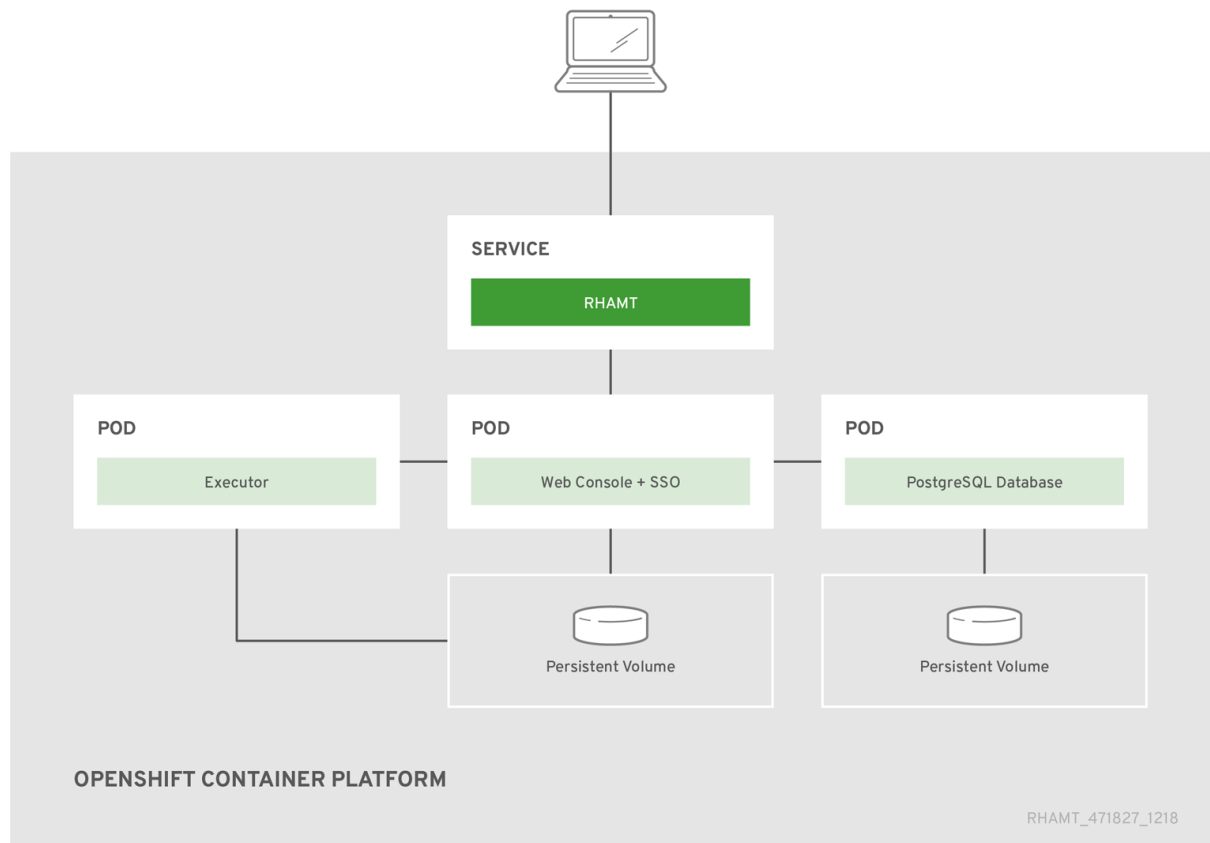 SERVICE
RHAMT
POD
Executor
POD
Web Console + SSO
POD
PostgreSQL Database
Persistent Volume
Persistent Volume
OPENSHIFT CONTAINER PLATFORM
RHAMT_471827_1218